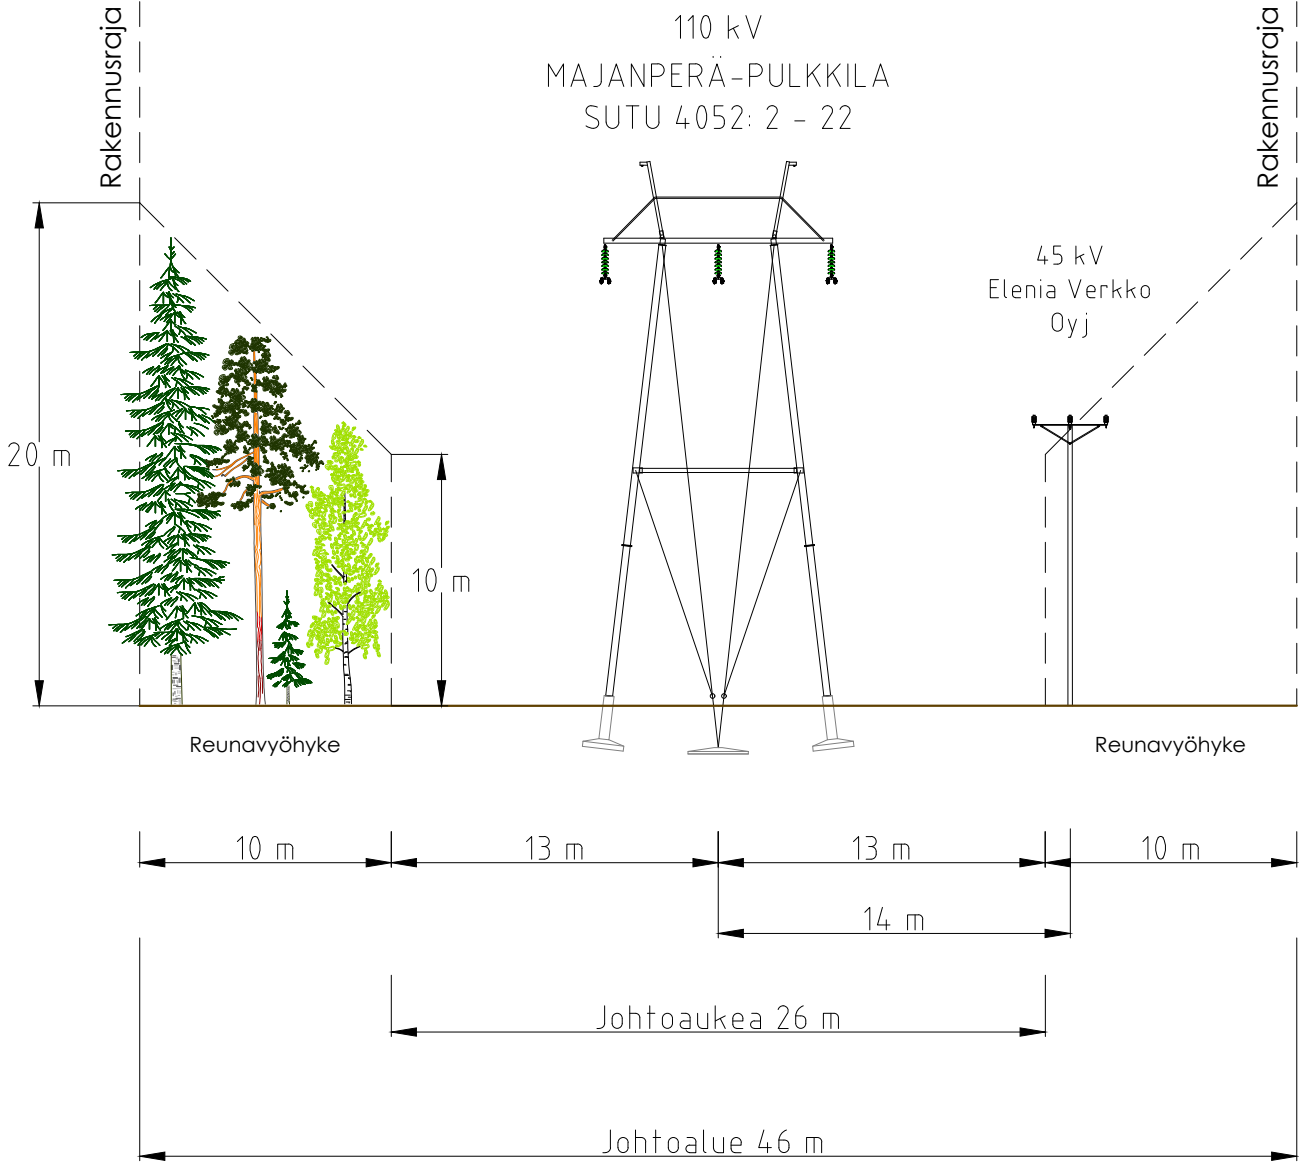 Rakennusraja
110 kV
MAJANPERÄ-PULKKILA
SUTU 4052: 2 - 22
Rakennusraja
45 kV
Elenia Verkko
Oyj
20 m
10 m
Reunavyöhyke
Reunavyöhyke
10 m
13 m
13 m
10 m
14 m
Johtoaukea 26 m
Johtoalue 46 m